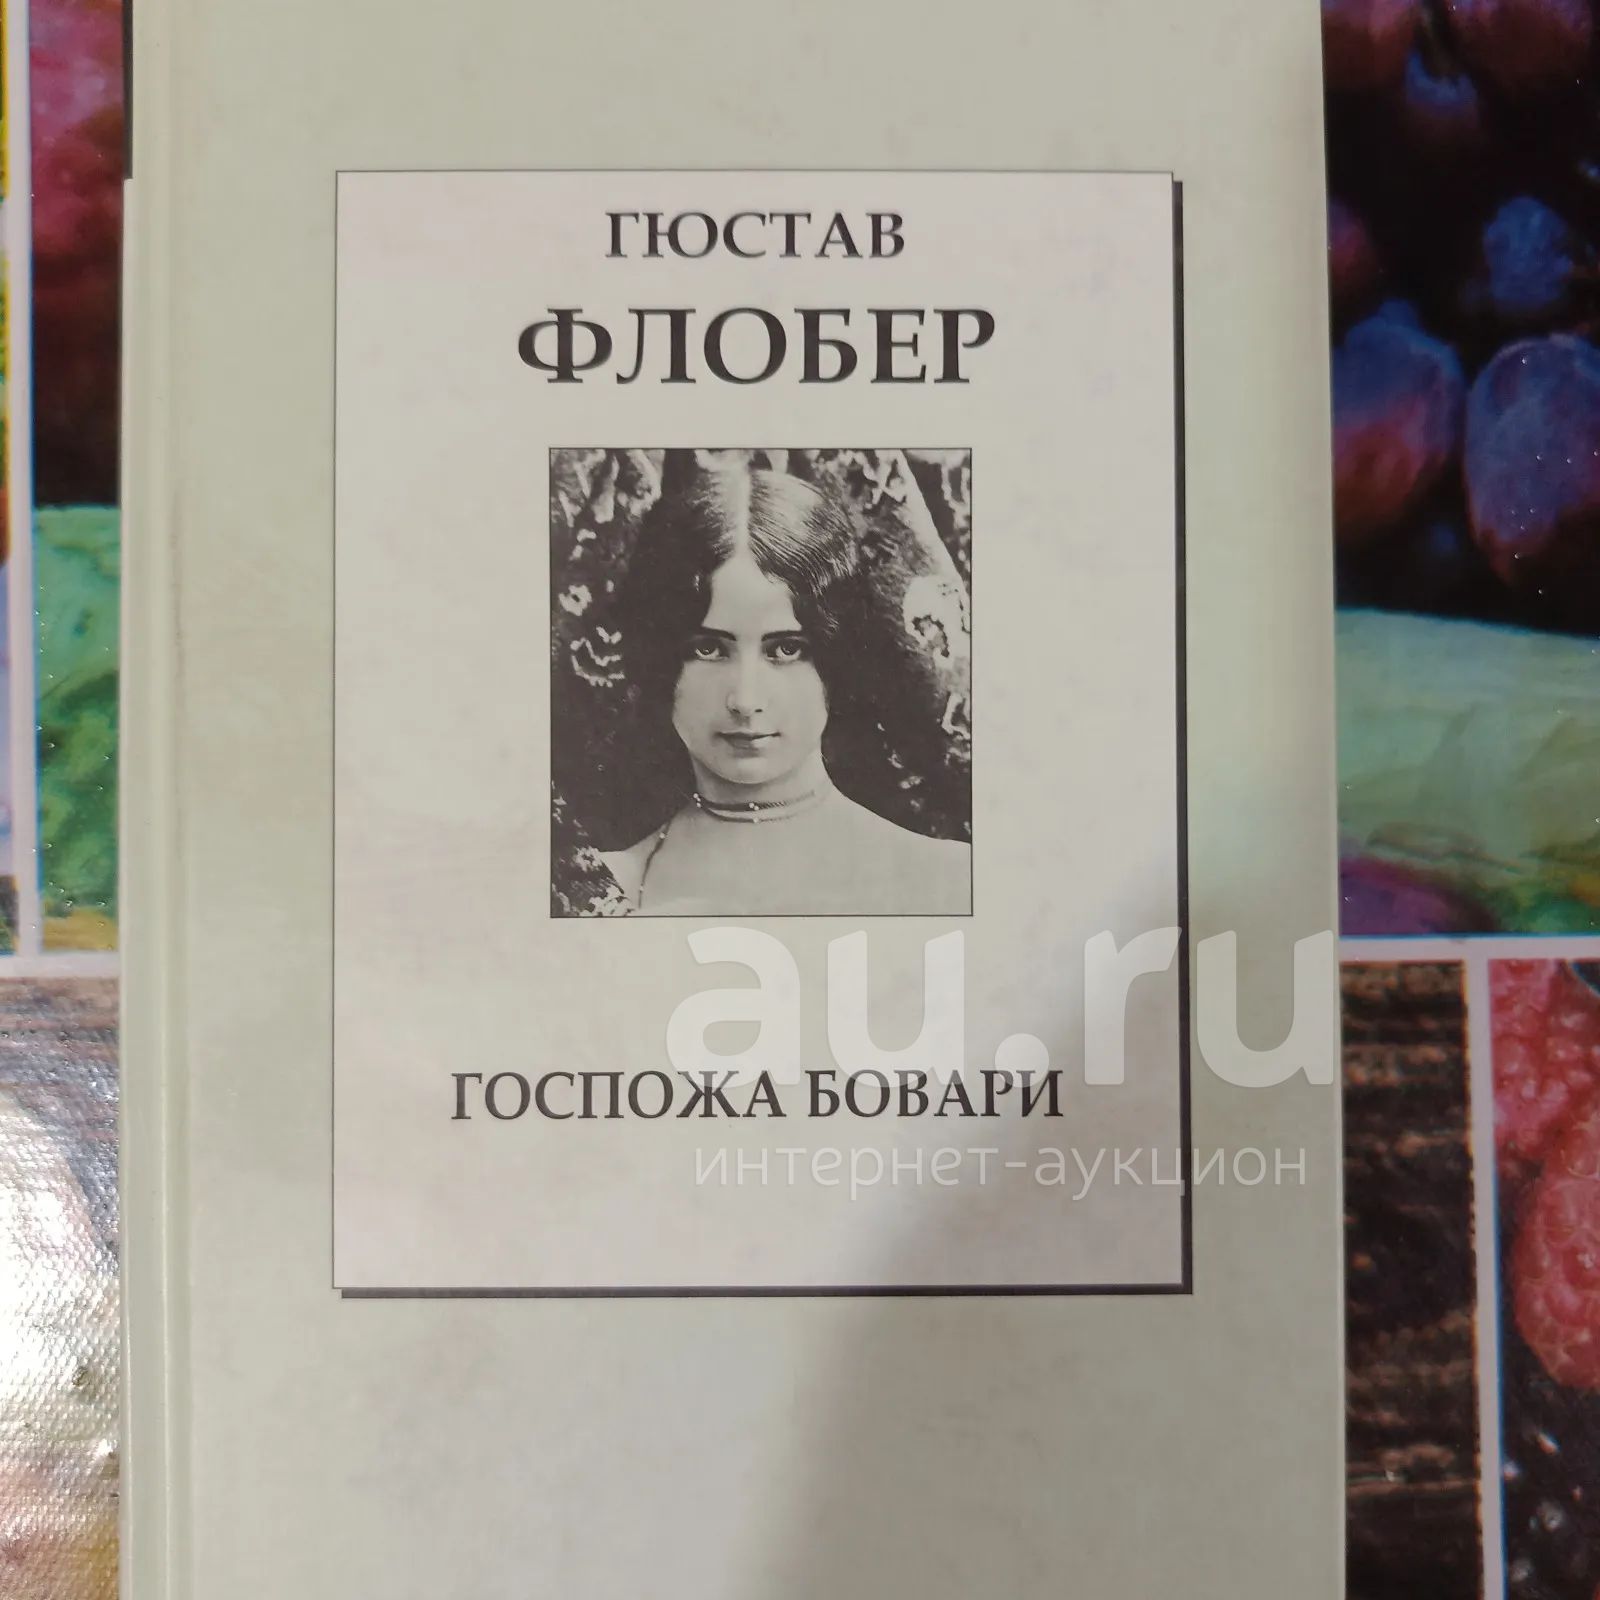 ГЮСТАВ
ФЛОБЕР
au.ru
ГОСПОЖА БОВАРИ
интернет-аукцион